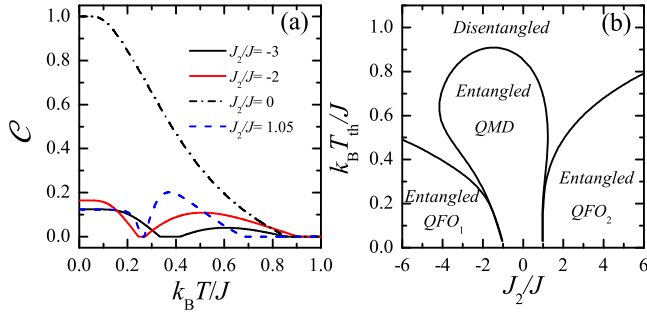 (a)
1.0
0.8
0.6
0.4
0.2
0.0
C
J₂/J= -3
J₂/J= -2
J₂/J= 0
J₂/J= 1.05
0.0 0.2 0.4 0.6 0.8 1.0
k_B T/J
Disentangled (b)
1.0
0.8
0.6
0.4
0.2
0.0
k_B T_th/J
Entangled
QMD
Entangled
QFO₁
Entangled
QFO₂
-6 -4 -2 0 2 4 6
J₂/J